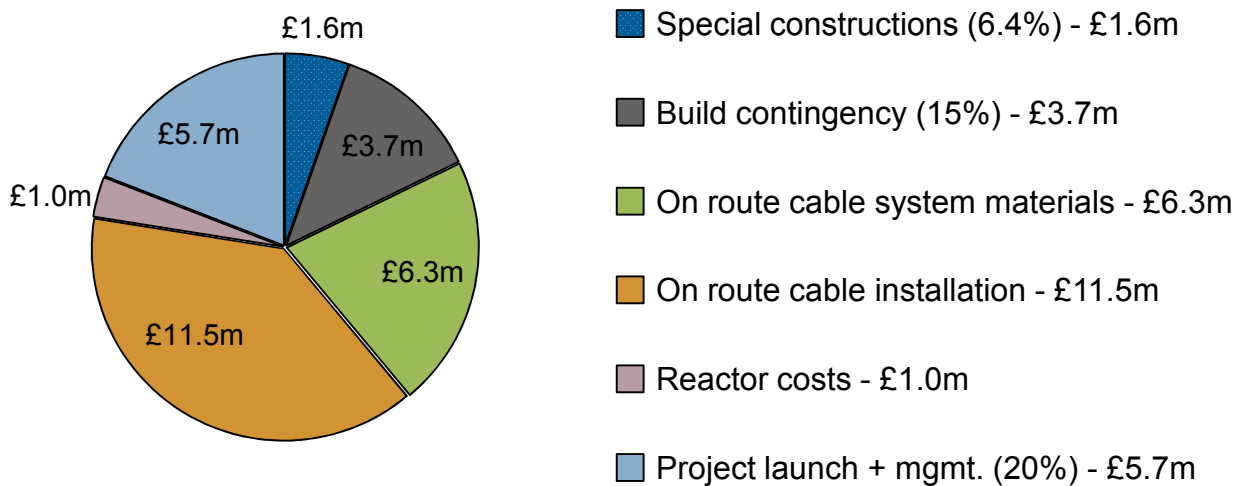 £1.6m
£3.7m
£5.7m
£1.0m
£6.3m
£11.5m
Special constructions (6.4%) - £1.6m
Build contingency (15%) - £3.7m
On route cable system materials - £6.3m
On route cable installation - £11.5m
Reactor costs - £1.0m
Project launch + mgmt. (20%) - £5.7m